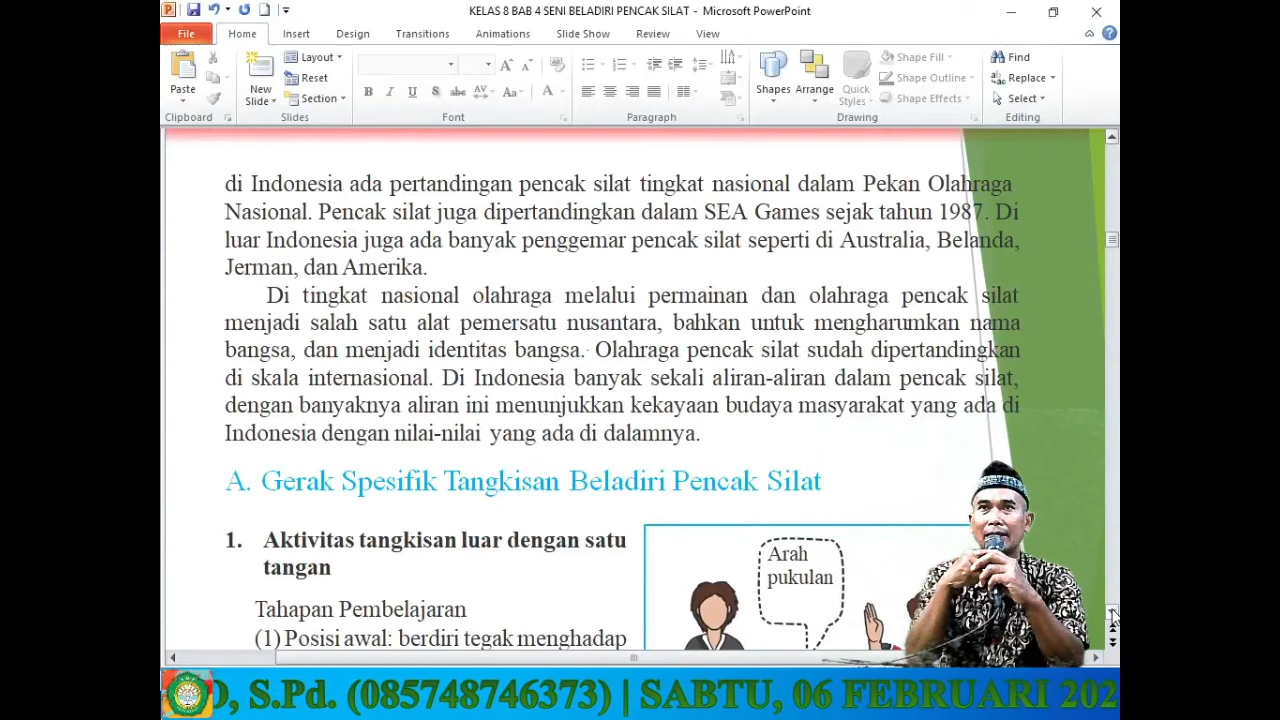 KELAS 8 BAB 4 SENI BELADIRI PENCAK SILAT - Microsoft PowerPoint
File Home Insert Design Transitions Animations Slide Show Review View
Paste
Clipboard
New Slide
Layout
Reset
Section
Slides
B I U S abc AV Aa A
Font
Paragraph
Shapes
Arrange
Quick Styles
Shape Fill
Shape Outline
Shape Effects
Drawing
Find
Replace
Select
Editing
di Indonesia ada pertandingan pencak silat tingkat nasional dalam Pekan Olahraga
Nasional. Pencak silat juga dipertandingkan dalam SEA Games sejak tahun 1987. Di
luar Indonesia juga ada banyak penggemar pencak silat seperti di Australia, Belanda,
Jerman, dan Amerika.
Di tingkat nasional olahraga melalui permainan dan olahraga pencak silat
menjadi salah satu alat pemersatu nusantara, bahkan untuk mengharumkan nama
bangsa, dan menjadi identitas bangsa. Olahraga pencak silat sudah dipertandingkan
di skala internasional. Di Indonesia banyak sekali aliran-aliran dalam pencak silat,
dengan banyaknya aliran ini menunjukkan kekayaan budaya masyarakat yang ada di
Indonesia dengan nilai-nilai yang ada di dalamnya.
A. Gerak Spesifik Tangkisan Beladiri Pencak Silat
1. Aktivitas tangkisan luar dengan satu
tangan
Tahapan Pembelajaran
(1) Posisi awal: berdiri tegak menghadap
Arah
pukulan
D, S.Pd. (085748746373) | SABTU, 06 FEBRUARI 202